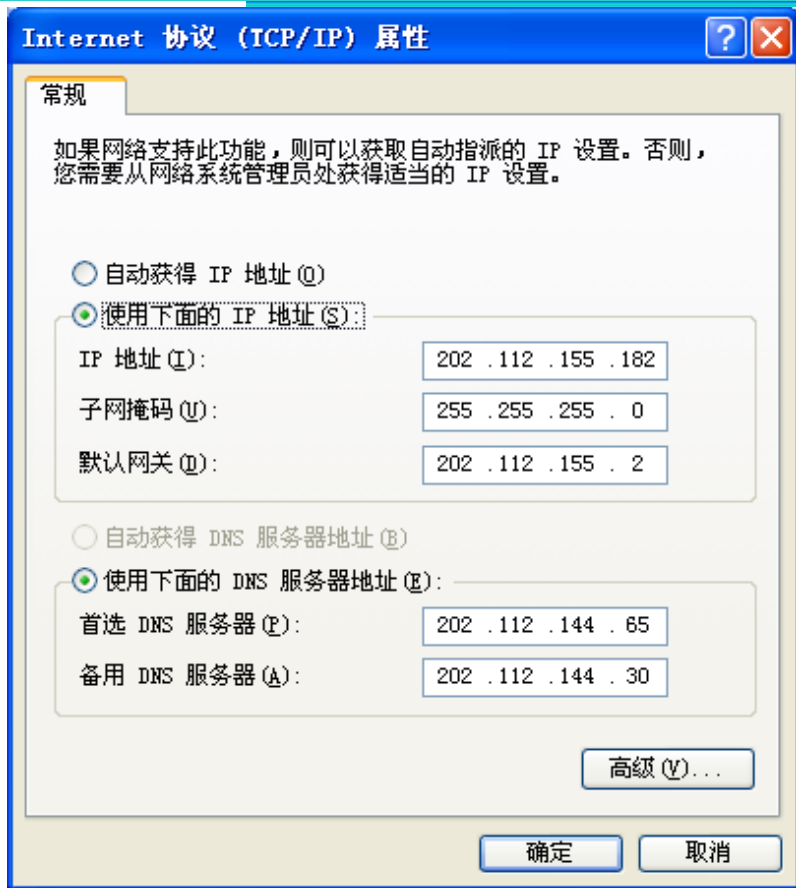 Internet 协议 (TCP/IP) 属性
常规
如果网络支持此功能，则可以获取自动指派的 IP 设置。否则，
您需要从网络系统管理员处获得适当的 IP 设置。
自动获得 IP 地址(O)
使用下面的 IP 地址(S):
IP 地址(I): 202 .112 .155 .182
子网掩码(U): 255 .255 .255 . 0
默认网关(D): 202 .112 .155 . 2
自动获得 DNS 服务器地址(B)
使用下面的 DNS 服务器地址(E):
首选 DNS 服务器(P): 202 .112 .144 . 65
备用 DNS 服务器(A): 202 .112 .144 . 30
高级(V)...
确定 取消